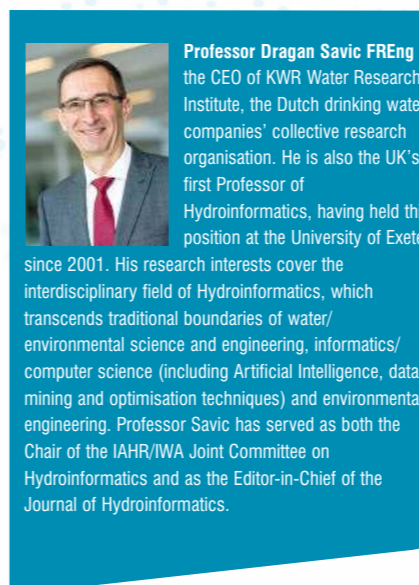 Professor Dragan Savic FREng
the CEO of KWR Water Research
Institute, the Dutch drinking wate
companies’ collective research
organisation. He is also the UK’s
first Professor of
Hydroinformatics, having held thi
position at the University of Exete
since 2001. His research interests cover the
interdisciplinary field of Hydroinformatics, which
transcends traditional boundaries of water/
environmental science and engineering, informatics/
computer science (including Artificial Intelligence, data
mining and optimisation techniques) and environmenta
engineering. Professor Savic has served as both the
Chair of the IAHR/IWA Joint Committee on
Hydroinformatics and as the Editor-in-Chief of the
Journal of Hydroinformatics.